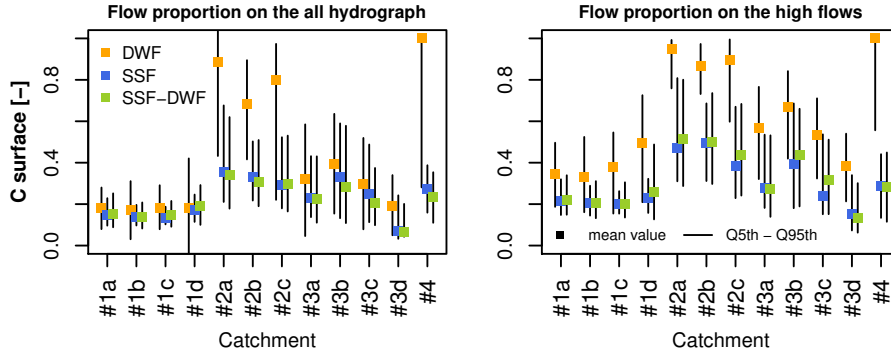 Flow proportion on the all hydrograph
C surface [−]
0.0
0.4
0.8
DWF
SSF
SSF−DWF
#1a #1b #1c #1d #2a #2b #2c #3a #3b #3c #3d #4
Catchment
Flow proportion on the high flows
0.0
0.4
0.8
mean value Q5th − Q95th
#1a #1b #1c #1d #2a #2b #2c #3a #3b #3c #3d #4
Catchment